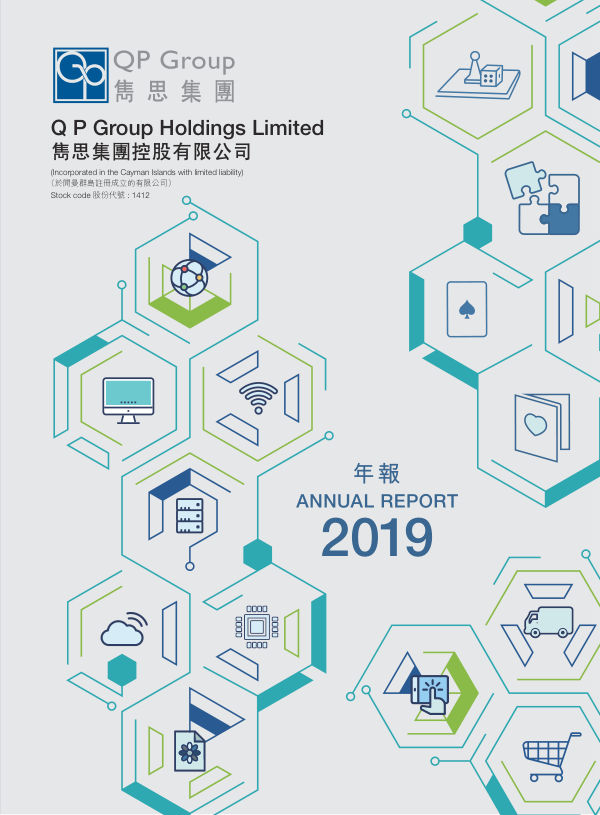 QP
QP Group
雋思集團
Q P Group Holdings Limited
雋思集團控股有限公司
(Incorporated in the Cayman Islands with limited liability)
（於開曼群島註冊成立的有限公司）
Stock code 股份代號 : 1412
年報
ANNUAL REPORT
2019